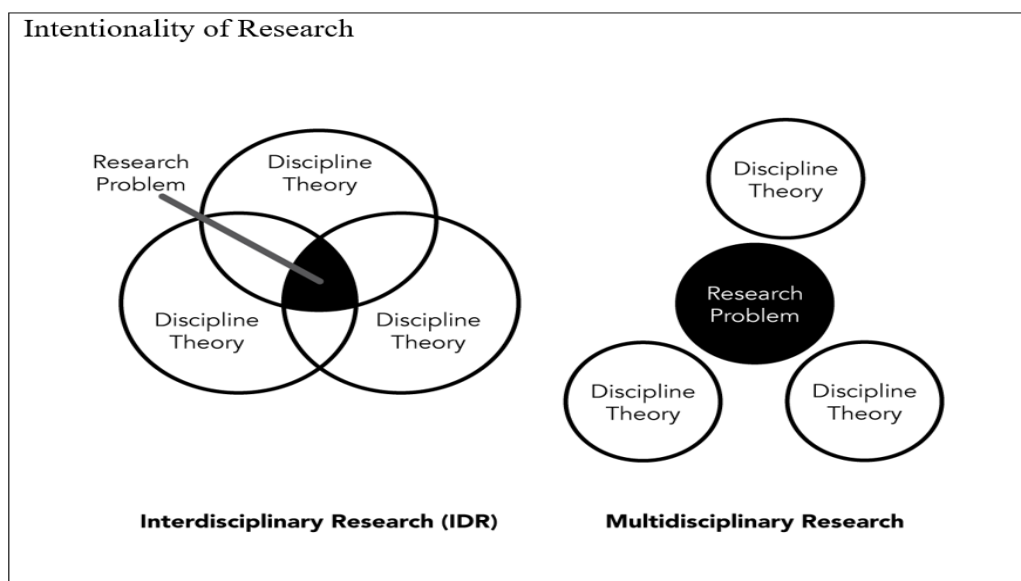 Intentionality of Research
Research
Problem
Discipline
Theory
Discipline
Theory
Discipline
Theory
Interdisciplinary Research (IDR)
Discipline
Theory
Research
Problem
Discipline
Theory
Discipline
Theory
Multidisciplinary Research